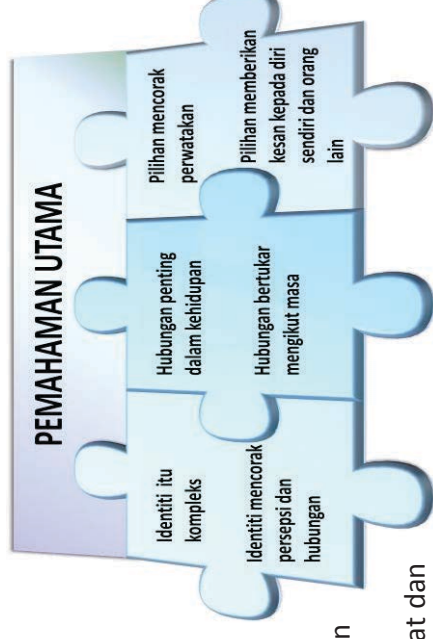 PEMAHAMAN UTAMA
Identiti itu
kompleks
Identiti mencorak
persepsi dan
hubungan
Hubungan penting
dalam kehidupan
Hubungan bertukar
mengikut masa
Pilihan mencorak
perwatakan
Pilihan memberikan
kesan kepada diri
sendiri dan orang
lain
n
at dan